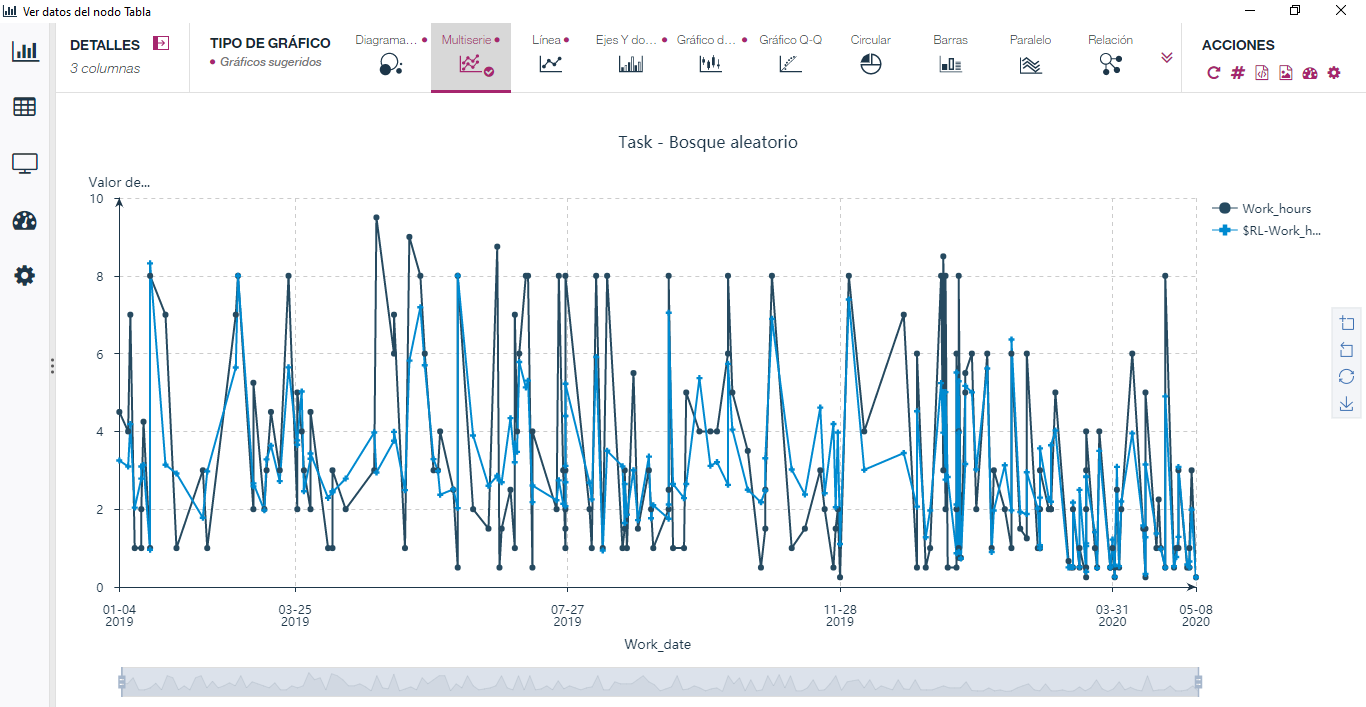 Ver datos del nodo Tabla
DETALLES
3 columnas
TIPO DE GRÁFICO
• Gráficos sugeridos
Diagrama... •
Multiserie •
Línea •
Ejes Y do... •
Gráfico d... •
Gráfico Q-Q
Circular
Barras
Paralelo
Relación
ACCIONES
Task - Bosque aleatorio
Valor de...
10
8
6
4
2
0
01-04
2019
03-25
2019
07-27
2019
11-28
2019
03-31
2020
05-08
2020
Work_date
Work_hours
$RL-Work_h...